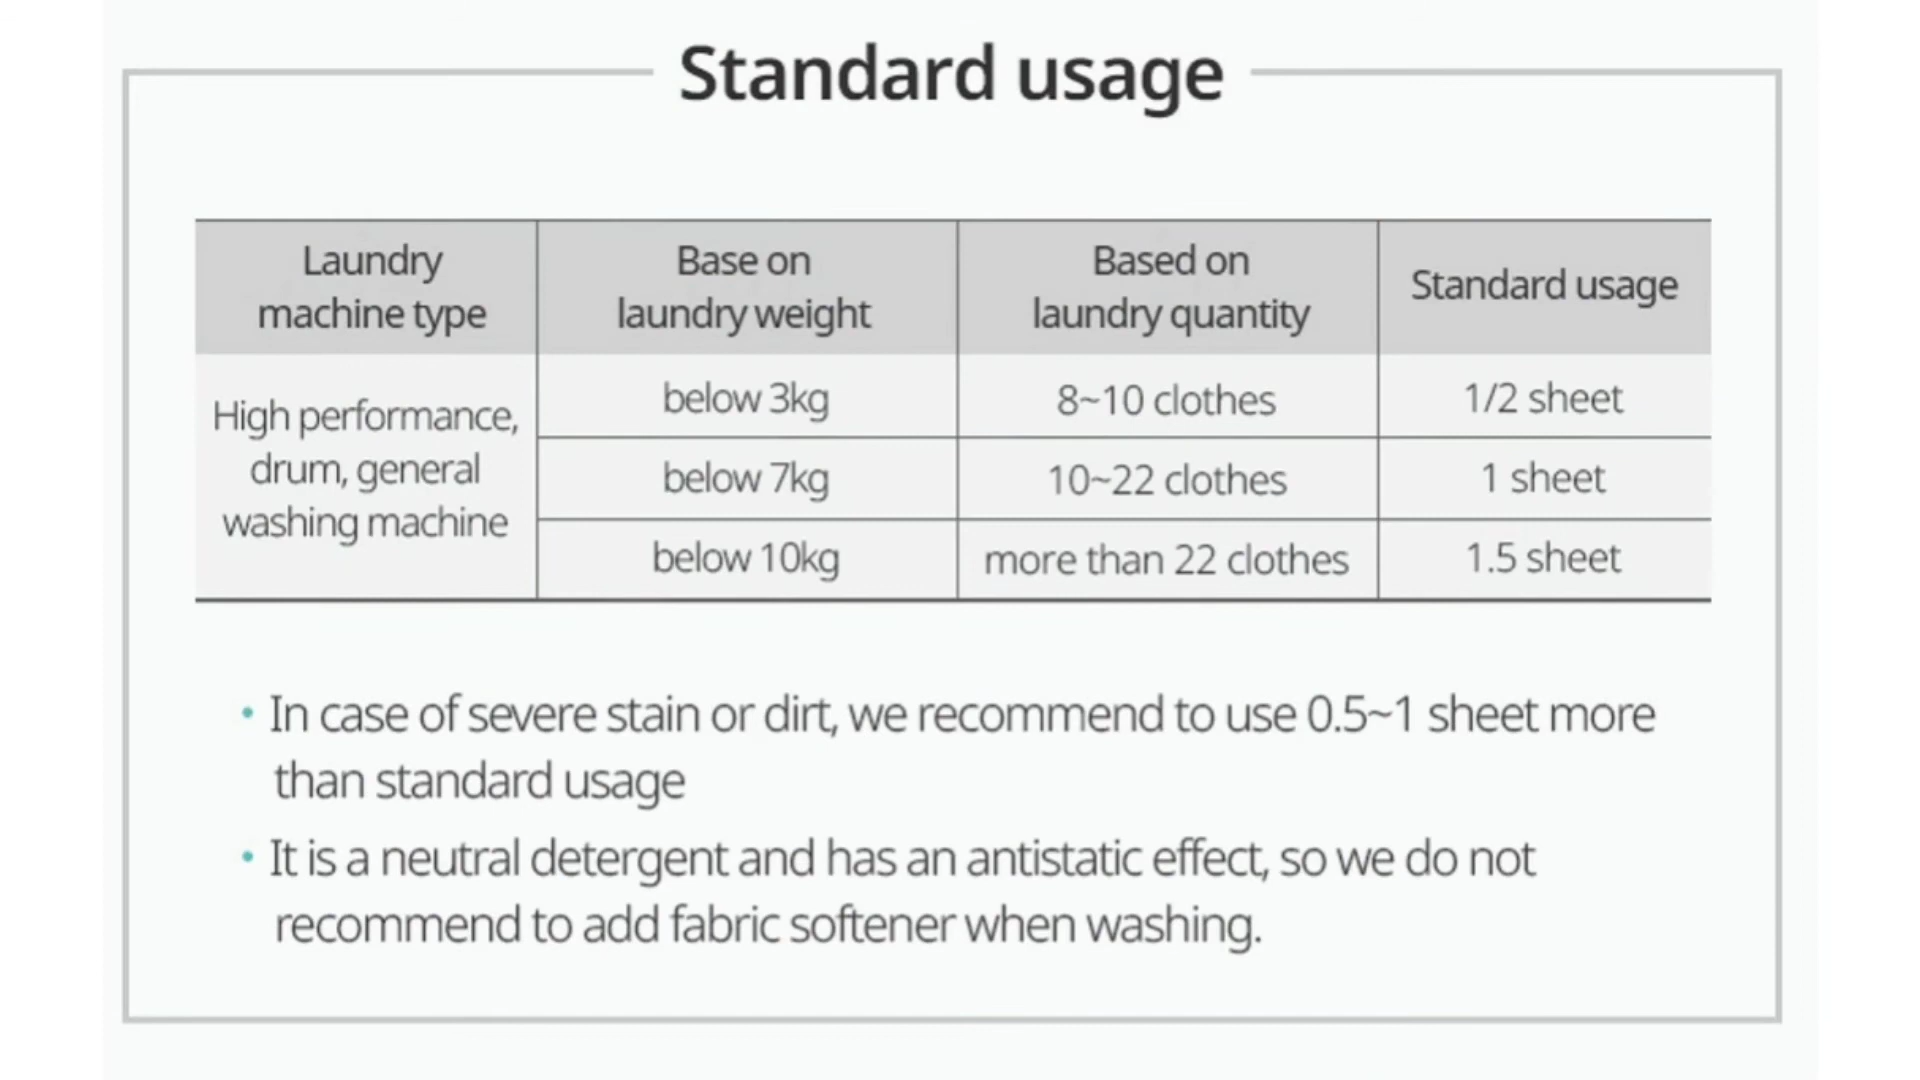 Standard usage
Laundry
machine type
Base on
laundry weight
Based on
laundry quantity
Standard usage
High performance,
drum, general
washing machine
below 3kg
8~10 clothes
1/2 sheet
below 7kg
10~22 clothes
1 sheet
below 10kg
more than 22 clothes
1.5 sheet
• In case of severe stain or dirt, we recommend to use 0.5~1 sheet more
than standard usage
• It is a neutral detergent and has an antistatic effect, so we do not
recommend to add fabric softener when washing.